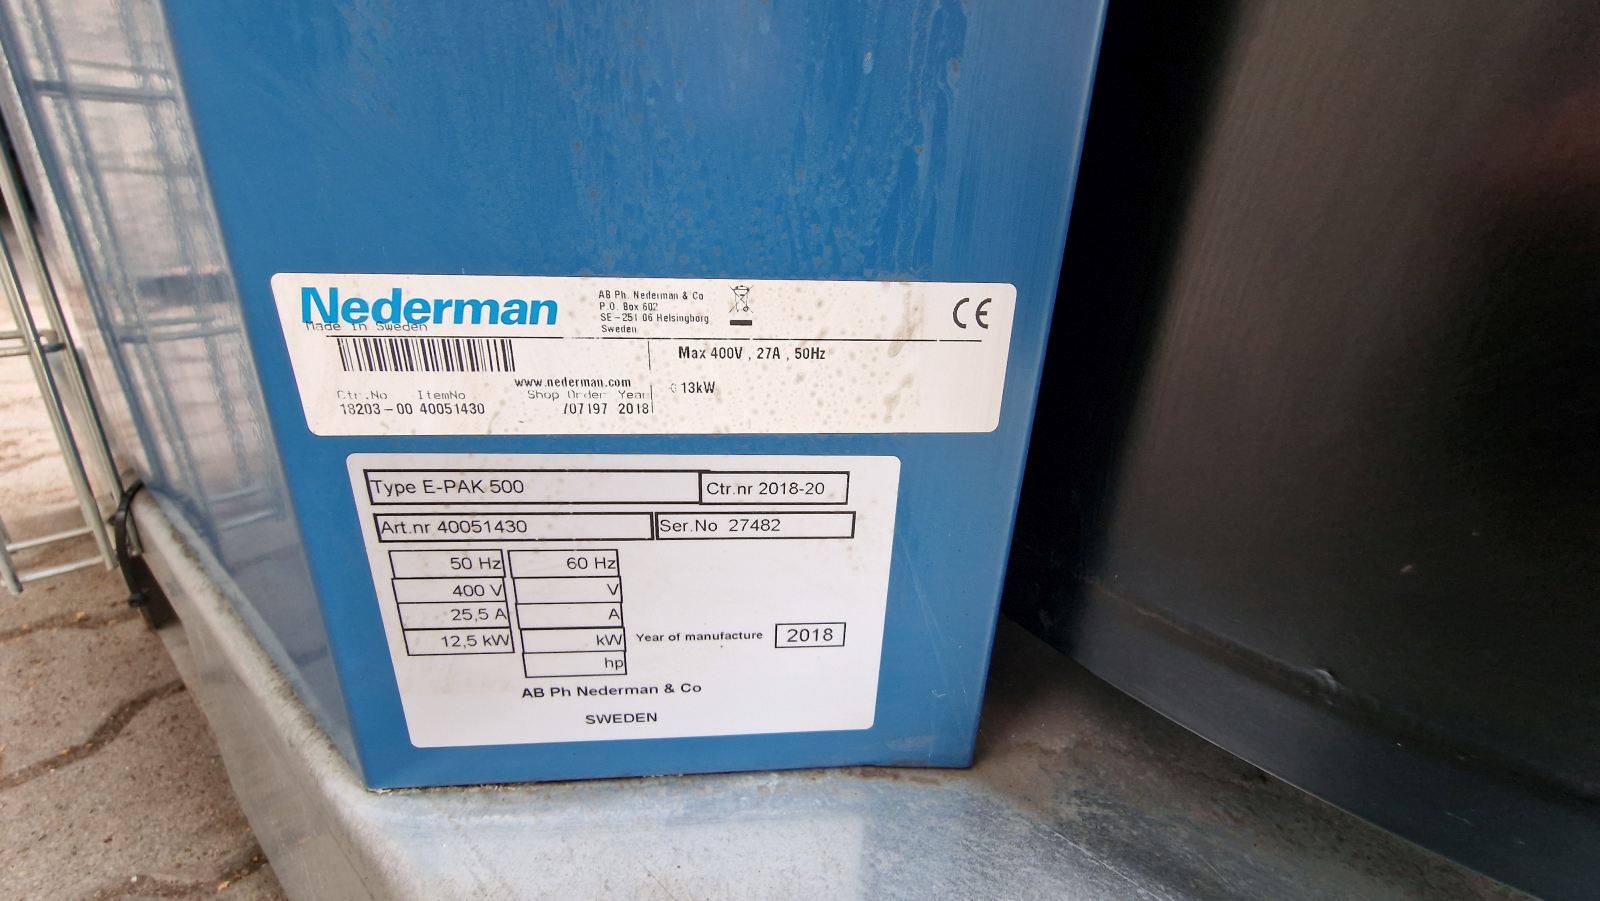 Nederman
Made In Sweden
AB Ph. Nederman & Co
P.O. Box 602
SE-251 06 Helsingborg
Sweden
CE
Max 400V , 27A , 50Hz
www.nederman.com
13kW
Ctr.No ItemNo Shop Order Year
18203-00 40051430 /07197 2018
Type E-PAK 500
Ctr.nr 2018-20
Art.nr 40051430
Ser.No 27482
50 Hz 60 Hz
400 V V
25,5 A A
12,5 kW kW
Year of manufacture 2018
hp
AB Ph Nederman & Co
SWEDEN